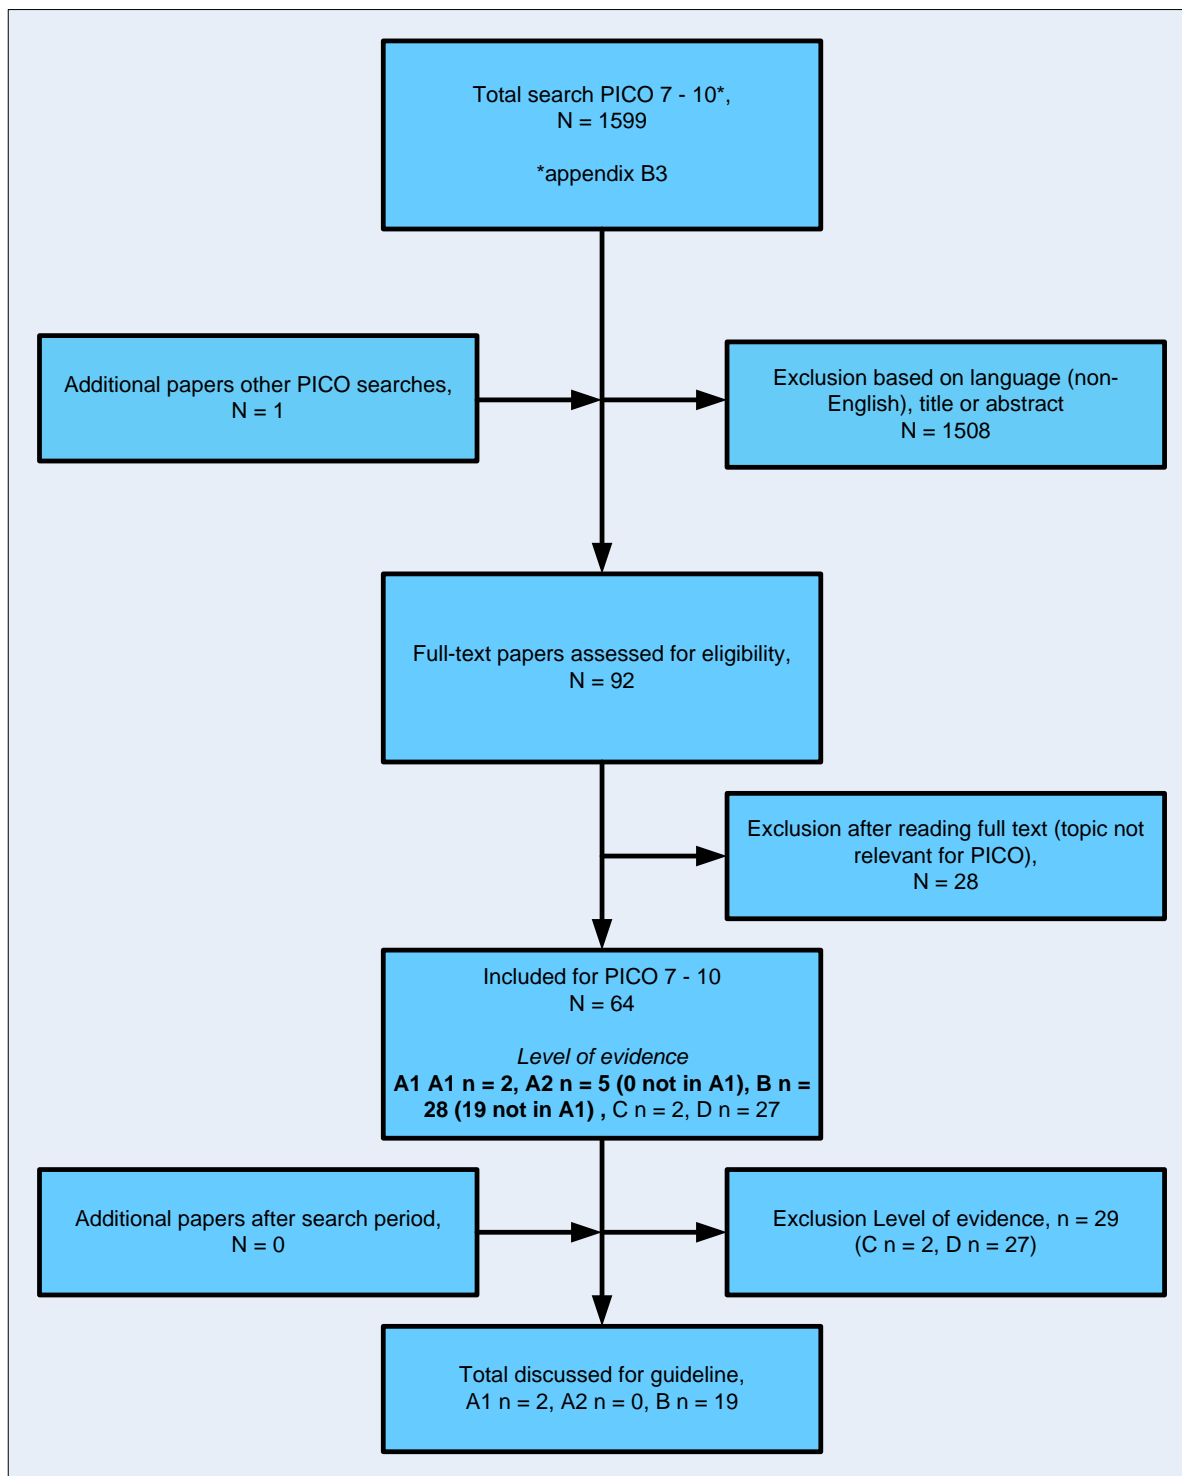 Total search PICO 7 - 10*,
N = 1599
*appendix B3
Additional papers other PICO searches,
N = 1
Exclusion based on language (non-
English), title or abstract
N = 1508
Full-text papers assessed for eligibility,
N = 92
Exclusion after reading full text (topic not
relevant for PICO),
N = 28
Included for PICO 7 - 10
N = 64
Level of evidence
A1 A1 n = 2, A2 n = 5 (0 not in A1), B n =
28 (19 not in A1) , C n = 2, D n = 27
Additional papers after search period,
N = 0
Exclusion Level of evidence, n = 29
(C n = 2, D n = 27)
Total discussed for guideline,
A1 n = 2, A2 n = 0, B n = 19